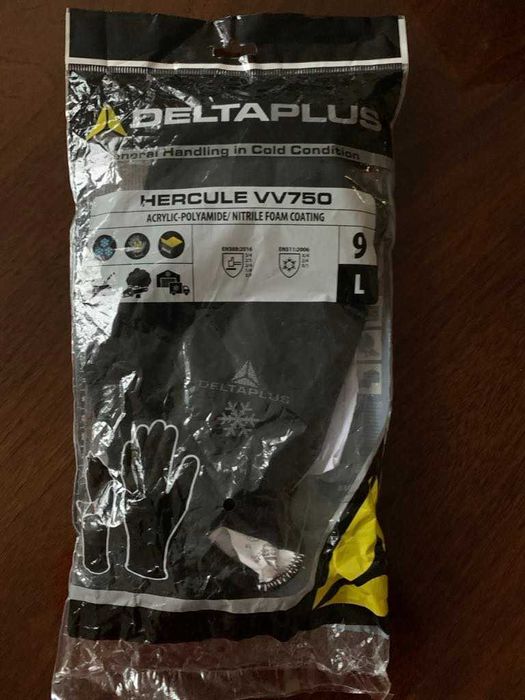 DELTAPLUS
General Handling in Cold Condition
HERCULE VV750
ACRYLIC-POLYAMIDE/ NITRILE FOAM COATING
EN388:2016
EN511:2006
9
L
DELTAPLUS